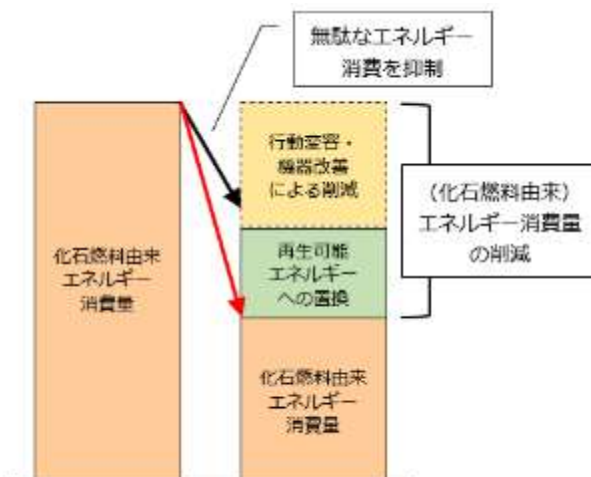 無駄なエネルギー
消費を抑制
行動変容・
機器改善
による削減
(化石燃料由来)
エネルギー消費量
の削減
化石燃料由来
エネルギー
消費量
再生可能
エネルギー
への置換
化石燃料由来
エネルギー
消費量